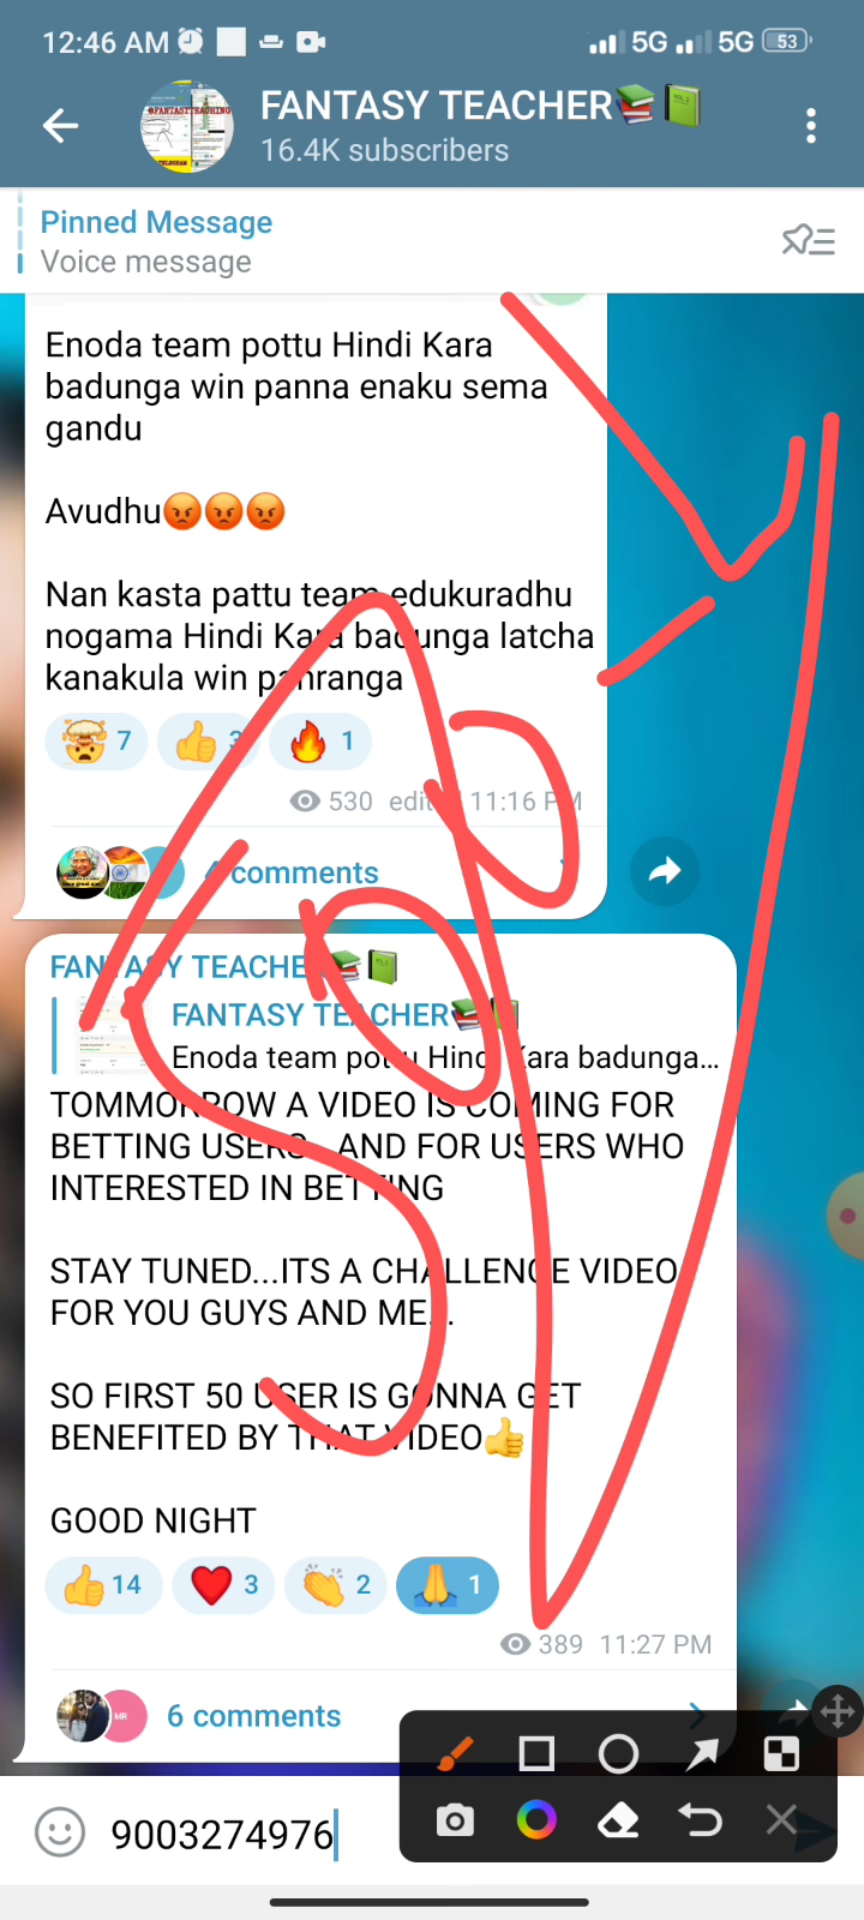 12:46 AM 5G 5G 53
FANTASY TEACHER📚📗
16.4K subscribers
Pinned Message
Voice message
Enoda team pottu Hindi Kara
badunga win panna enaku sema
gandu
Avudhu😡😡😡
Nan kasta pattu team edukuradhu
nogama Hindi Kara badunga latcha
kanakula win panranga
🤯 7 👍 3 🔥 1
530 edited 11:16 PM
4 comments
FANTASY TEACHER📚📗
FANTASY TEACHER📚📗
Enoda team pottu Hindi Kara badunga...
TOMMORROW A VIDEO IS COMING FOR
BETTING USERS...AND FOR USERS WHO
INTERESTED IN BETTING
STAY TUNED...ITS A CHALLENGE VIDEO
FOR YOU GUYS AND ME...
SO FIRST 50 USER IS GONNA GET
BENEFITED BY THAT VIDEO👍
GOOD NIGHT
👍 14 ❤️ 3 👏 2 🙏 1
389 11:27 PM
MR 6 comments
9003274976